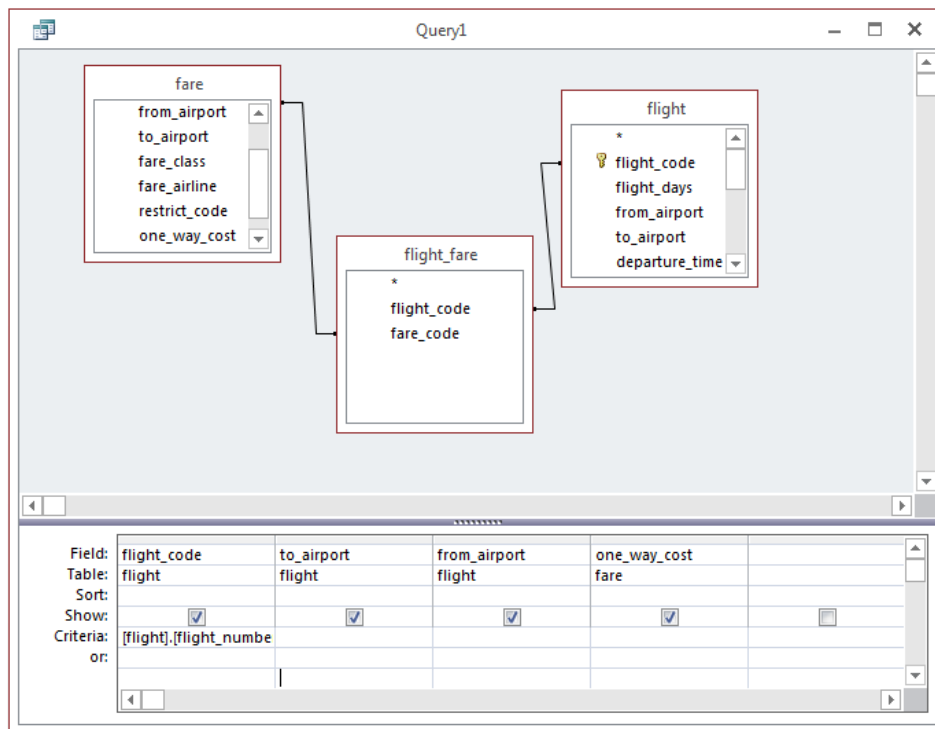 Query1
fare
from_airport
to_airport
fare_class
fare_airline
restrict_code
one_way_cost
flight_fare
*
flight_code
fare_code
flight
*
flight_code
flight_days
from_airport
to_airport
departure_time
Field: flight_code to_airport from_airport one_way_cost
Table: flight flight flight fare
Sort:
Show:
Criteria: [flight].[flight_numbe
or: